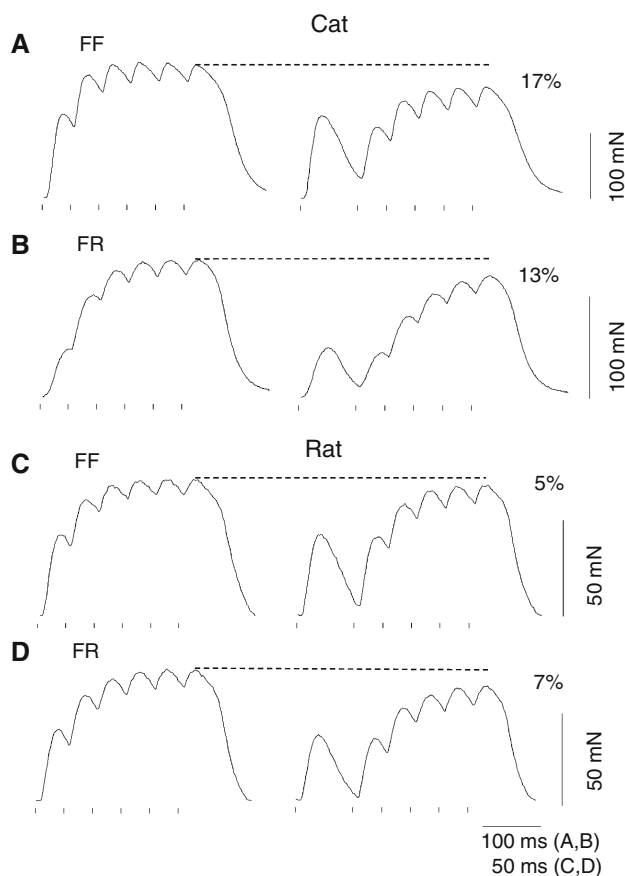 Cat
A
FF
17%
100 mN
B
FR
13%
100 mN
Rat
C
FF
5%
50 mN
D
FR
7%
50 mN
100 ms (A,B)
50 ms (C,D)